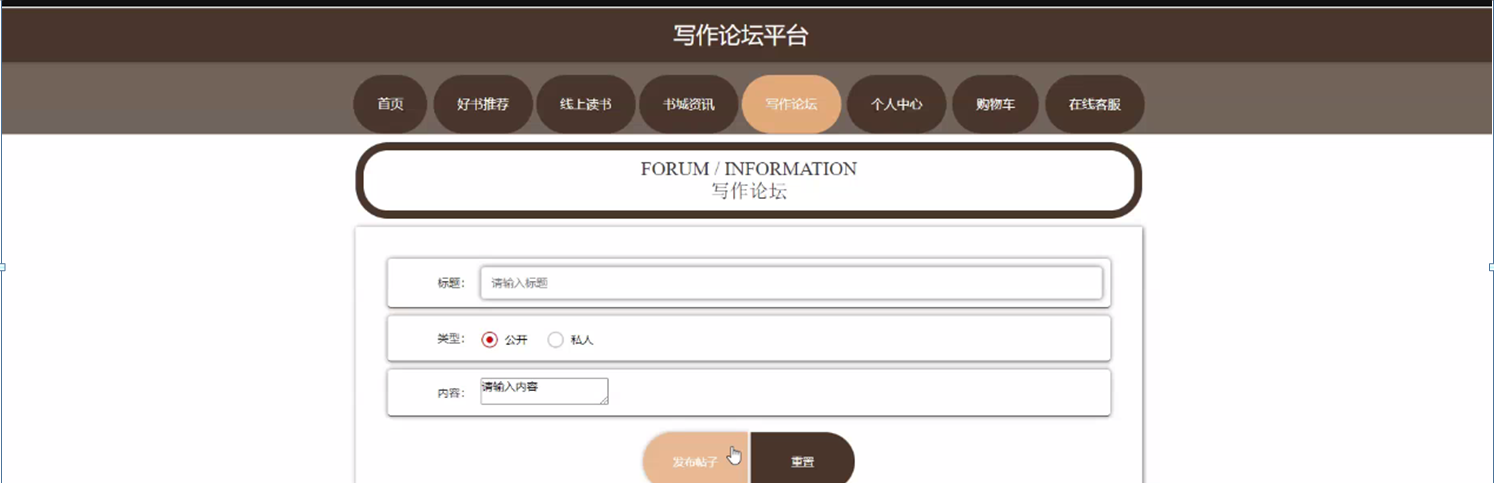 写作论坛平台
首页 好书推荐 线上读书 书城资讯 写作论坛 个人中心 购物车 在线客服
FORUM / INFORMATION
写作论坛
标题： 请输入标题
类型： 公开 私人
内容： 请输入内容
发布帖子 重置